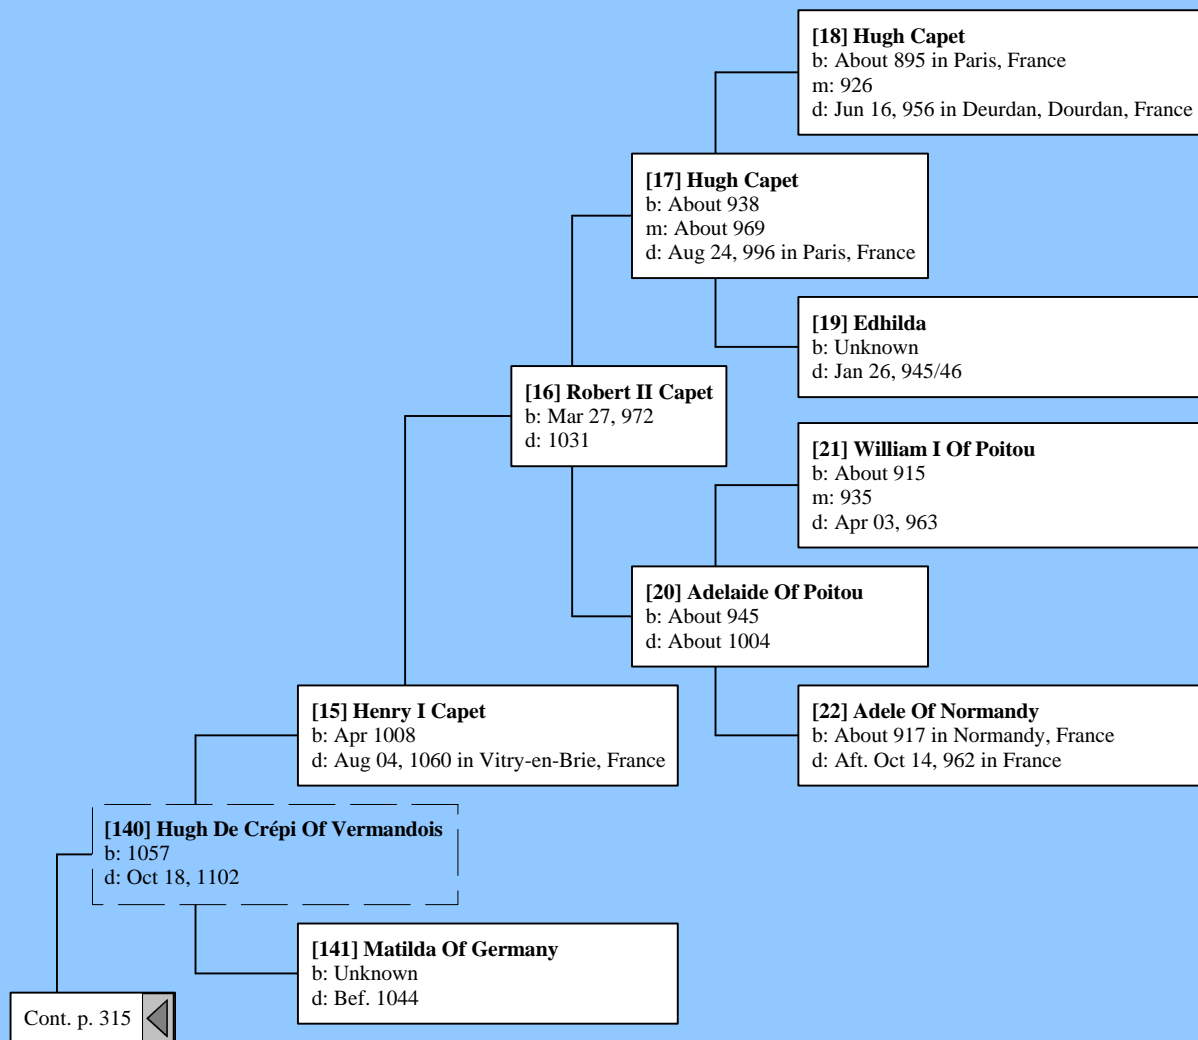 [18] Hugh Capet
b: About 895 in Paris, France
m: 926
d: Jun 16, 956 in Deurdan, Dourdan, France
[17] Hugh Capet
b: About 938
m: About 969
d: Aug 24, 996 in Paris, France
[19] Edhilda
b: Unknown
d: Jan 26, 945/46
[16] Robert II Capet
b: Mar 27, 972
d: 1031
[21] William I Of Poitou
b: About 915
m: 935
d: Apr 03, 963
[20] Adelaide Of Poitou
b: About 945
d: About 1004
[15] Henry I Capet
b: Apr 1008
d: Aug 04, 1060 in Vitry-en-Brie, France
[22] Adele Of Normandy
b: About 917 in Normandy, France
d: Aft. Oct 14, 962 in France
[140] Hugh De Crépi Of Vermandois
b: 1057
d: Oct 18, 1102
[141] Matilda Of Germany
b: Unknown
d: Bef. 1044
Cont. p. 315